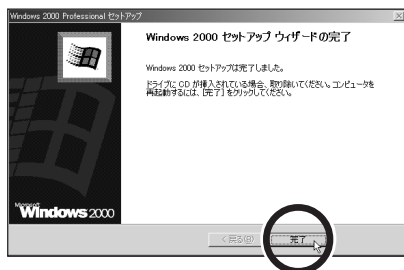 Windows 2000 Professional セットアップ
Windows 2000 セットアップ ウィザードの完了
Windows 2000 セットアップは完了しました。
ドライブに CD が挿入されている場合、取り除いてください。コンピュータを
再起動するには、[完了] をクリックしてください。
Microsoft
Windows 2000
< 戻る(B)
完了